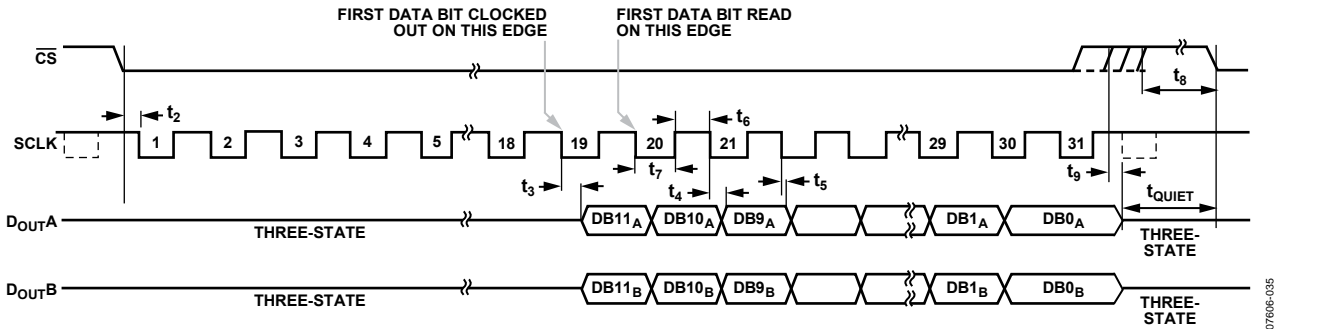 FIRST DATA BIT CLOCKED
OUT ON THIS EDGE
FIRST DATA BIT READ
ON THIS EDGE
CS
t8
t2
t6
SCLK
1
2
3
4
5
18
19
20
21
29
30
31
t3
t7
t4
t5
t9
tQUIET
DOUTA
THREE-STATE
DB11A
DB10A
DB9A
DB1A
DB0A
THREE-
STATE
DOUTB
THREE-STATE
DB11B
DB10B
DB9B
DB1B
DB0B
THREE-
STATE
07606-035